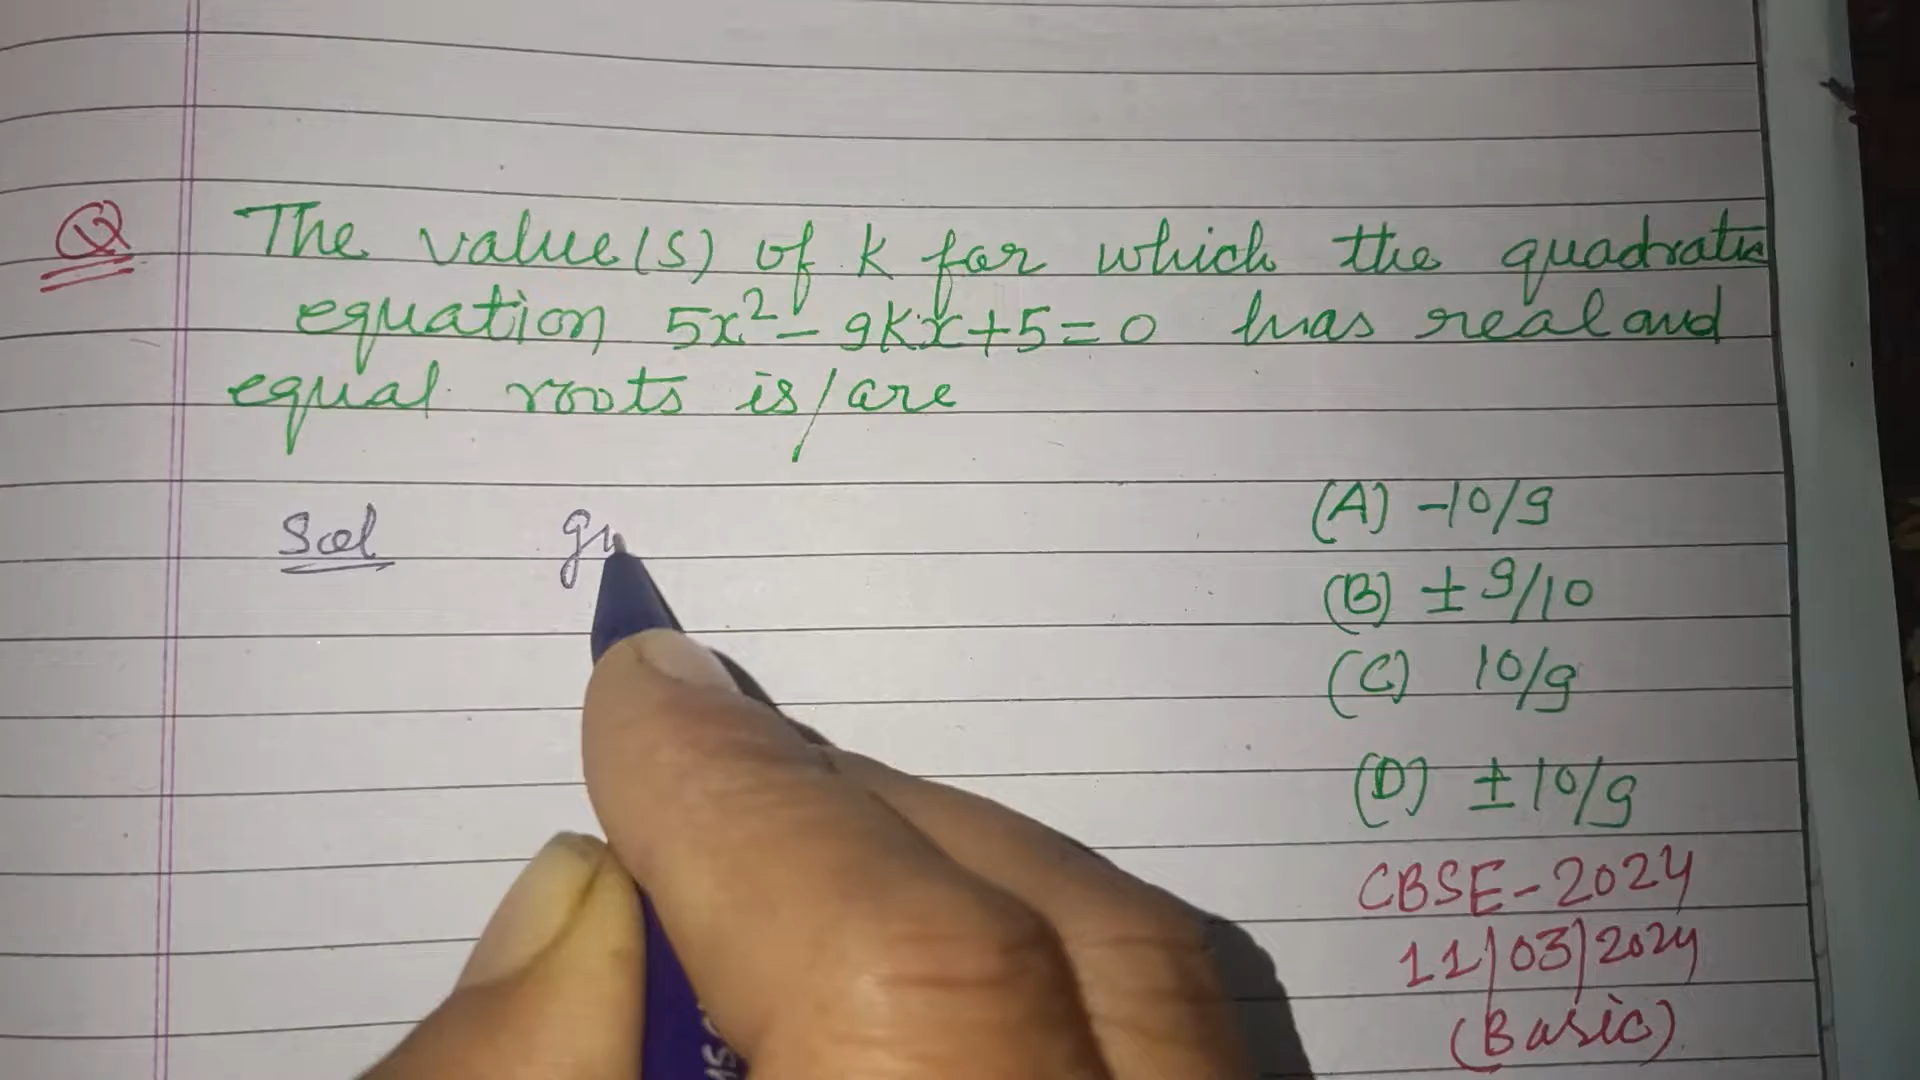 Q The value(s) of k for which the quadratic
equation 5x² - 9kx + 5 = 0 has real and
equal roots is/are
Sol
(A) -10/9
(B) ± 9/10
(C) 10/9
(D) ± 10/9
CBSE-2024
11/03/2024
(Basic)